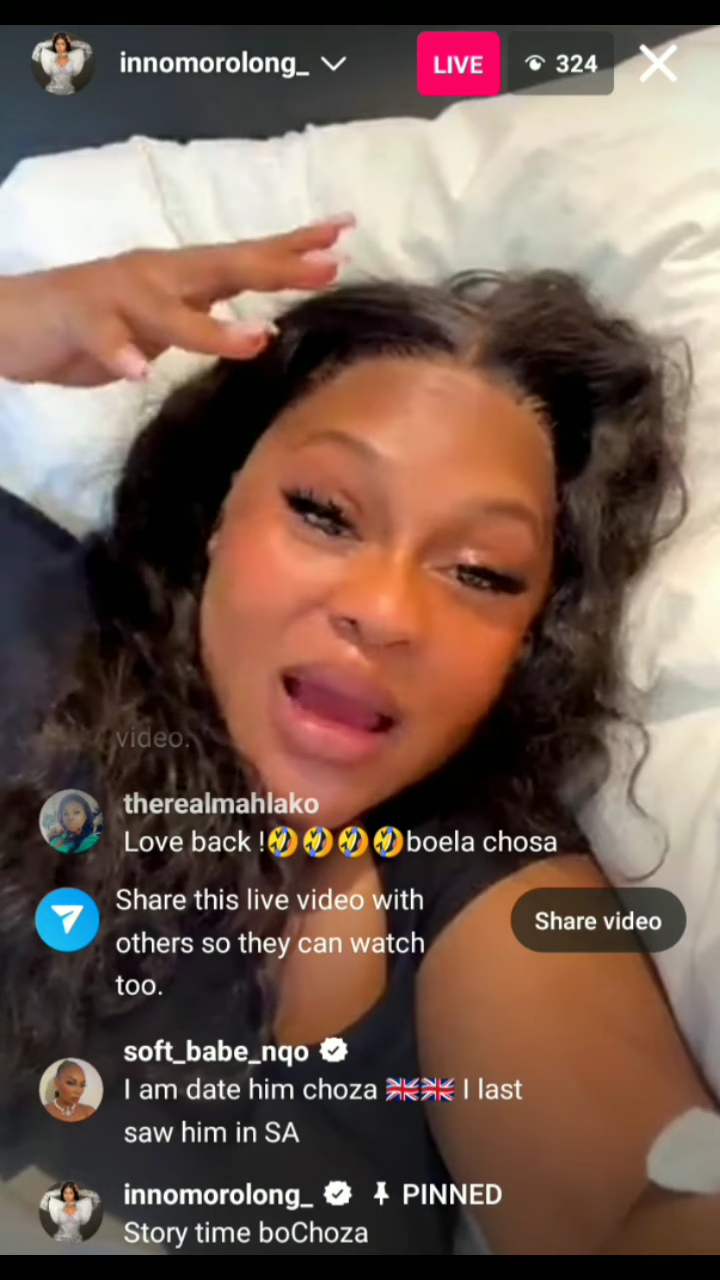 innomorolong_
LIVE
324
video.
therealmahlako
Love back !🤣🤣🤣🤣boela chosa
Share this live video with
others so they can watch
too.
Share video
soft_babe_nqo
I am date him choza 🇬🇧🇬🇧 I last
saw him in SA
innomorolong_ PINNED
Story time boChoza